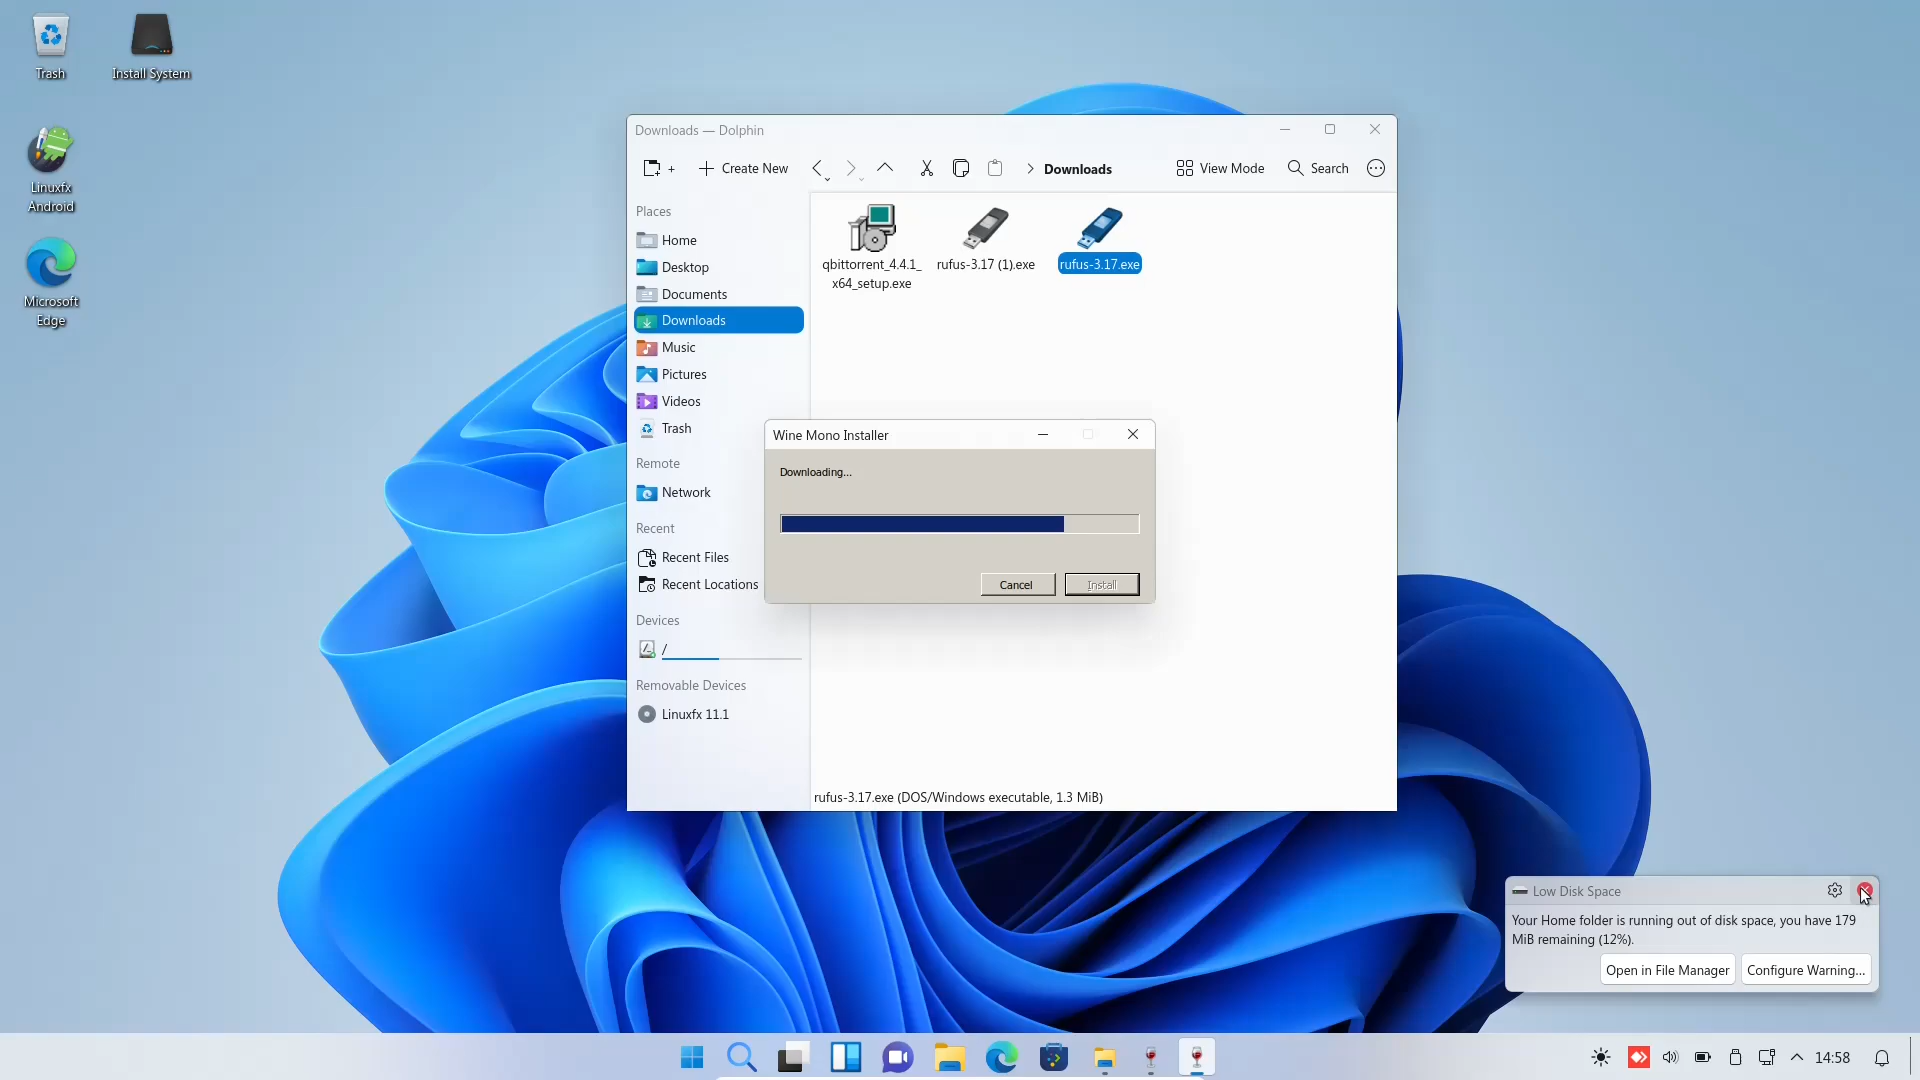 Trash
Install System
Linuxfx
Android
Microsoft
Edge
Downloads — Dolphin
+ Create New
Downloads
View Mode
Search
Places
Home
Desktop
Documents
Downloads
Music
Pictures
Videos
Trash
Remote
Network
Recent
Recent Files
Recent Locations
Devices
/
Removable Devices
Linuxfx 11.1
qbittorrent_4.4.1_
x64_setup.exe
rufus-3.17 (1).exe
rufus-3.17.exe
Wine Mono Installer
Downloading...
Cancel
Install
rufus-3.17.exe (DOS/Windows executable, 1.3 MiB)
Low Disk Space
Your Home folder is running out of disk space, you have 179
MiB remaining (12%).
Open in File Manager
Configure Warning...
14:58